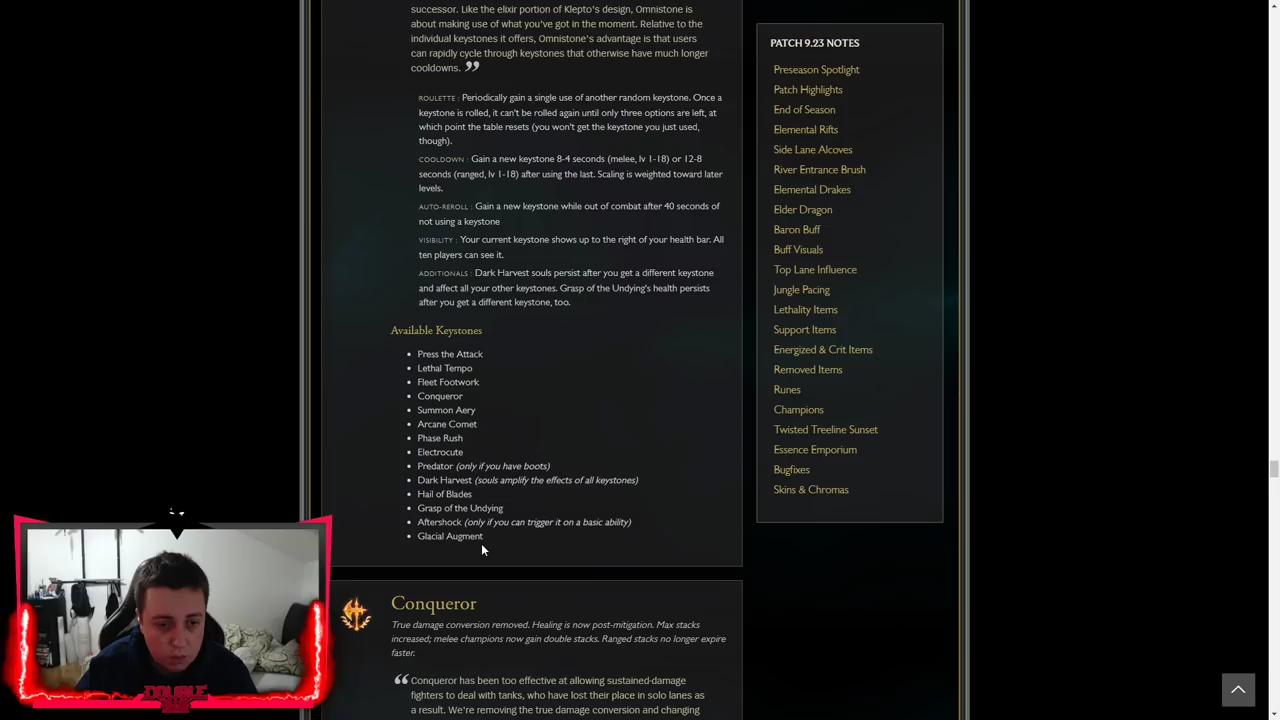 successor. Like the elixir portion of Klepto's design, Omnistone is
about making use of what you've got in the moment. Relative to the
individual keystones it offers, Omnistone's advantage is that users
can rapidly cycle through keystones that otherwise have much longer
cooldowns. ”
ROULETTE : Periodically gain a single use of another random keystone. Once a
keystone is rolled, it can't be rolled again until only three options are left, at
which point the table resets (you won't get the keystone you just used,
though).
COOLDOWN : Gain a new keystone 8-4 seconds (melee, lv 1-18) or 12-8
seconds (ranged, lv 1-18) after using the last. Scaling is weighted toward later
levels.
AUTO-REROLL : Gain a new keystone while out of combat after 40 seconds of
not using a keystone
VISIBILITY : Your current keystone shows up to the right of your health bar. All
ten players can see it.
ADDITIONALS : Dark Harvest souls persist after you get a different keystone
and affect all your other keystones. Grasp of the Undying's health persists
after you get a different keystone, too.
Available Keystones
• Press the Attack
• Lethal Tempo
• Fleet Footwork
• Conqueror
• Summon Aery
• Arcane Comet
• Phase Rush
• Electrocute
• Predator (only if you have boots)
• Dark Harvest (souls amplify the effects of all keystones)
• Hail of Blades
• Grasp of the Undying
• Aftershock (only if you can trigger it on a basic ability)
• Glacial Augment
Conqueror
True damage conversion removed. Healing is now post-mitigation. Max stacks
increased; melee champions now gain double stacks. Ranged stacks no longer expire
faster.
“ Conqueror has been too effective at allowing sustained-damage
fighters to deal with tanks, who have lost their place in solo lanes as
a result. We're removing the true damage conversion and changing
PATCH 9.23 NOTES
Preseason Spotlight
Patch Highlights
End of Season
Elemental Rifts
Side Lane Alcoves
River Entrance Brush
Elemental Drakes
Elder Dragon
Baron Buff
Buff Visuals
Top Lane Influence
Jungle Pacing
Lethality Items
Support Items
Energized & Crit Items
Removed Items
Runes
Champions
Twisted Treeline Sunset
Essence Emporium
Bugfixes
Skins & Chromas
DOUBLE